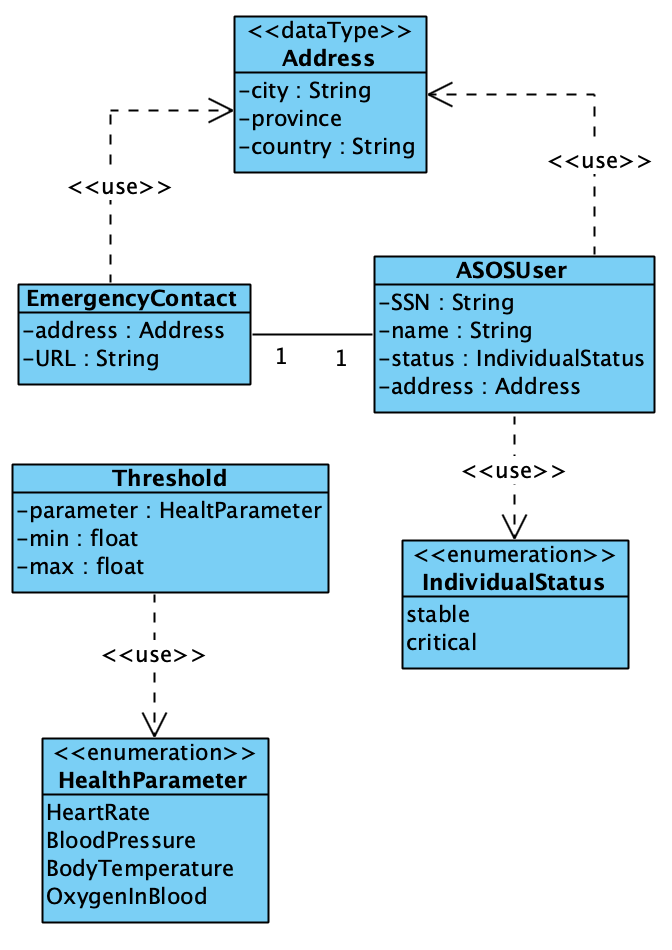 <<dataType>>
Address
-city : String
-province
-country : String
<<use>>
<<use>>
EmergencyContact
-address : Address
-URL : String
1
1
ASOSUser
-SSN : String
-name : String
-status : IndividualStatus
-address : Address
<<use>>
Threshold
-parameter : HealtParameter
-min : float
-max : float
<<enumeration>>
IndividualStatus
stable
critical
<<use>>
<<enumeration>>
HealthParameter
HeartRate
BloodPressure
BodyTemperature
OxygenInBlood